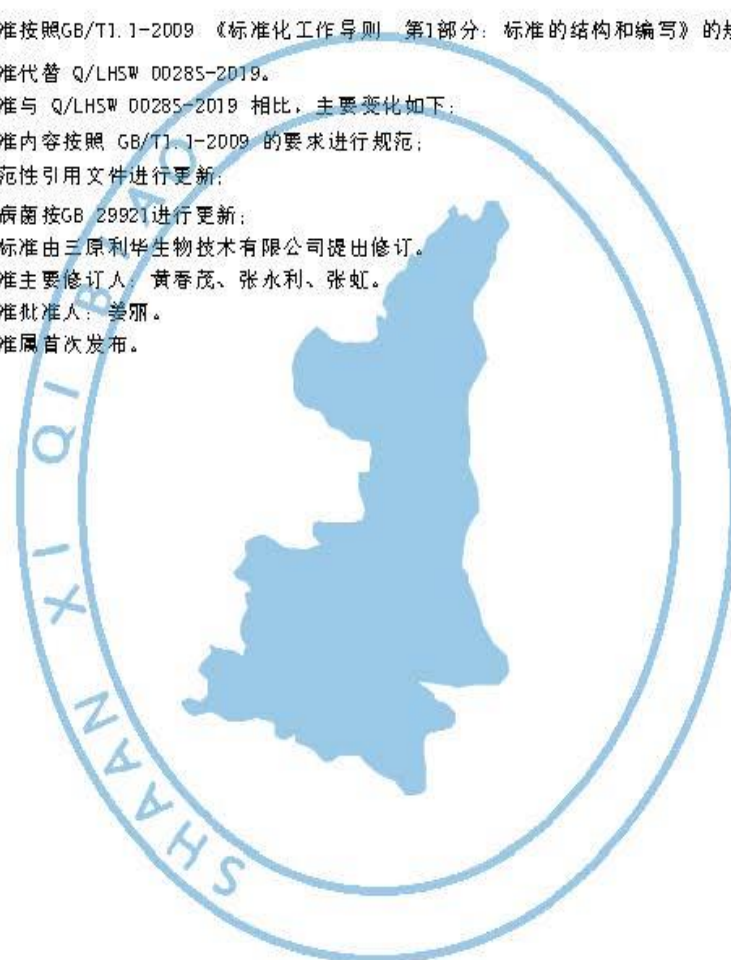 准按照GB/T1.1-2009 《标准化工作导则 第1部分：标准的结构和编写》的规
准代替 Q/LHSW 0028S-2019。
准与 Q/LHSW 0028S-2019 相比，主要变化如下：
准内容按照 GB/T1.1-2009 的要求进行规范；
范性引用文件进行更新；
病菌按GB 29921进行更新；
标准由三原利华生物技术有限公司提出修订。
准主要修订人：黄春茂、张永利、张虹。
准批准人：姜丽。
准属首次发布。
SHAAN XI QI BIAO